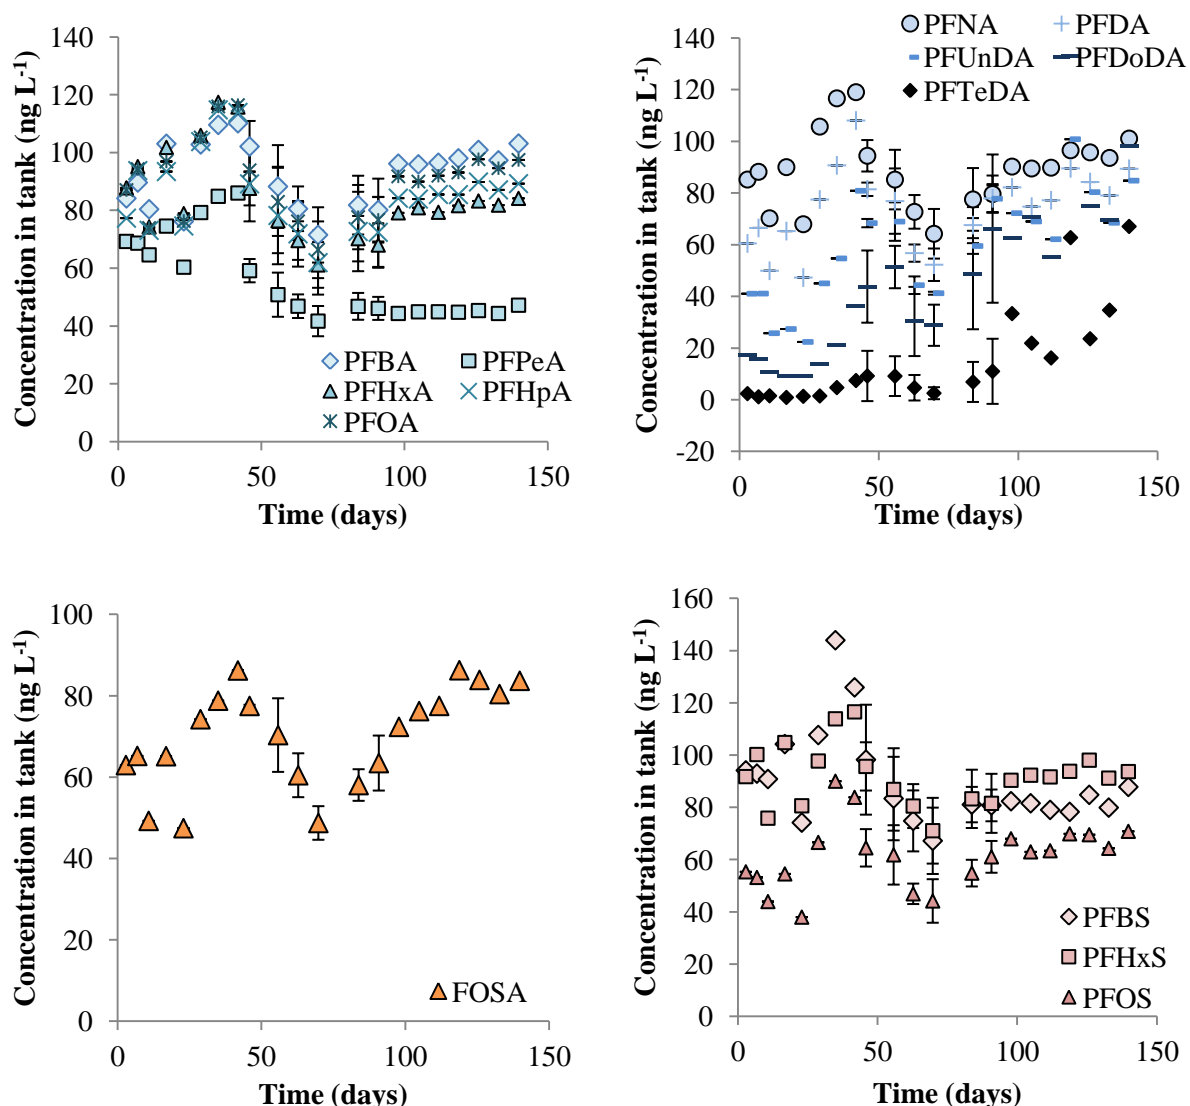 Concentration in tank (ng L-1)
140
120
100
80
60
40
20
0
PFBA PFPeA
PFHxA PFHpA
PFOA
0 50 100 150
Time (days)
PFNA PFDA
PFUnDA PFDoDA
PFTeDA
Concentration in tank (ng L-1)
140
120
100
80
60
40
20
0
-20
0 50 100 150
Time (days)
Concentration in tank (ng L-1)
100
80
60
40
20
0
FOSA
0 50 100 150
Time (days)
Concentration in tank (ng L-1)
160
140
120
100
80
60
40
20
0
PFBS
PFHxS
PFOS
0 50 100 150
Time (days)